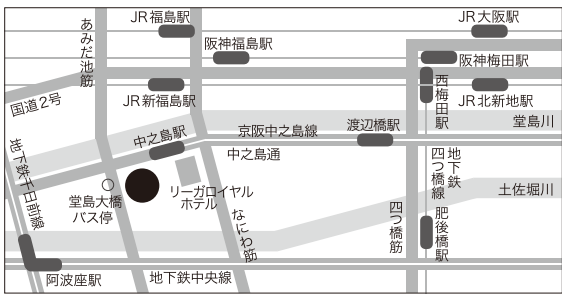 JR福島駅
JR大阪駅
あみだ池筋
阪神福島駅
阪神梅田駅
西梅田駅
国道2号
JR新福島駅
JR北新地駅
堂島川
地下鉄千日前線
中之島駅
京阪中之島線
渡辺橋駅
中之島通
地下鉄
四つ橋線
堂島大橋
バス停
リーガロイヤル
ホテル
土佐堀川
なにわ筋
四つ橋筋
肥後橋駅
阿波座駅
地下鉄中央線